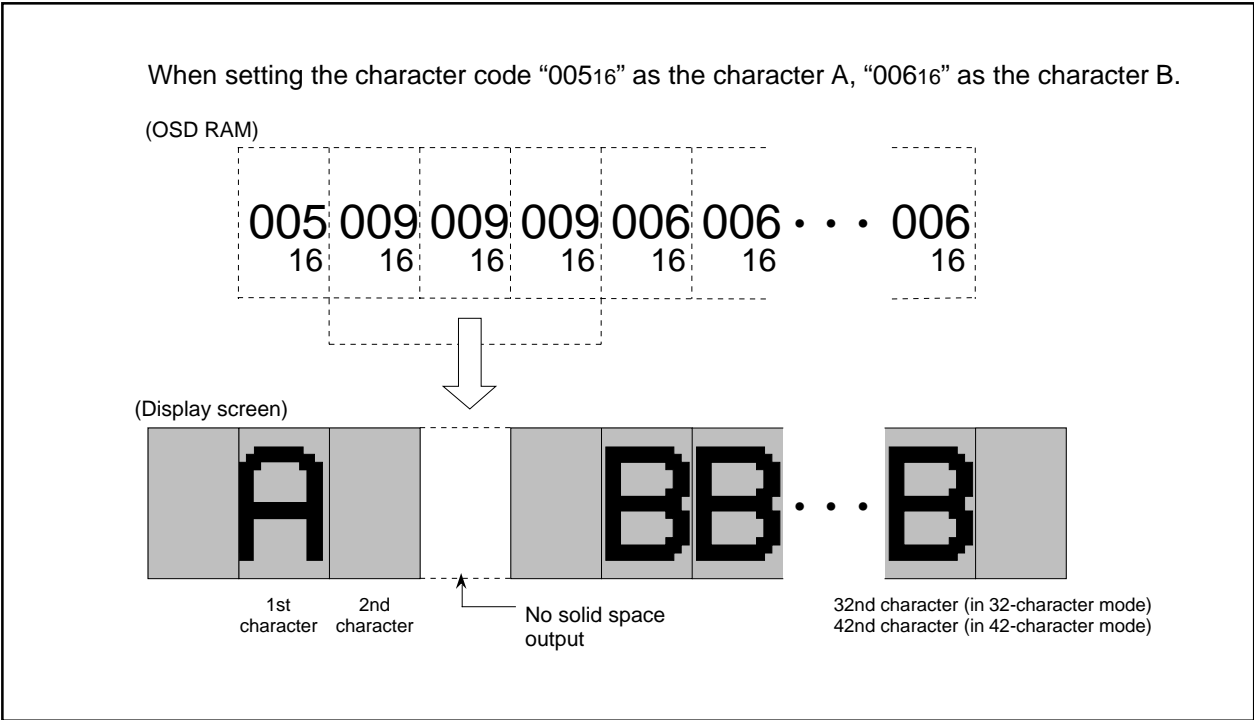 When setting the character code “00516” as the character A, “00616” as the character B.
(OSD RAM)
005 009 009 009 006 006 · · · 006
16 16 16 16 16 16 16
(Display screen)
A BB · · · B
1st character
2nd character
No solid space
output
32nd character (in 32-character mode)
42nd character (in 42-character mode)